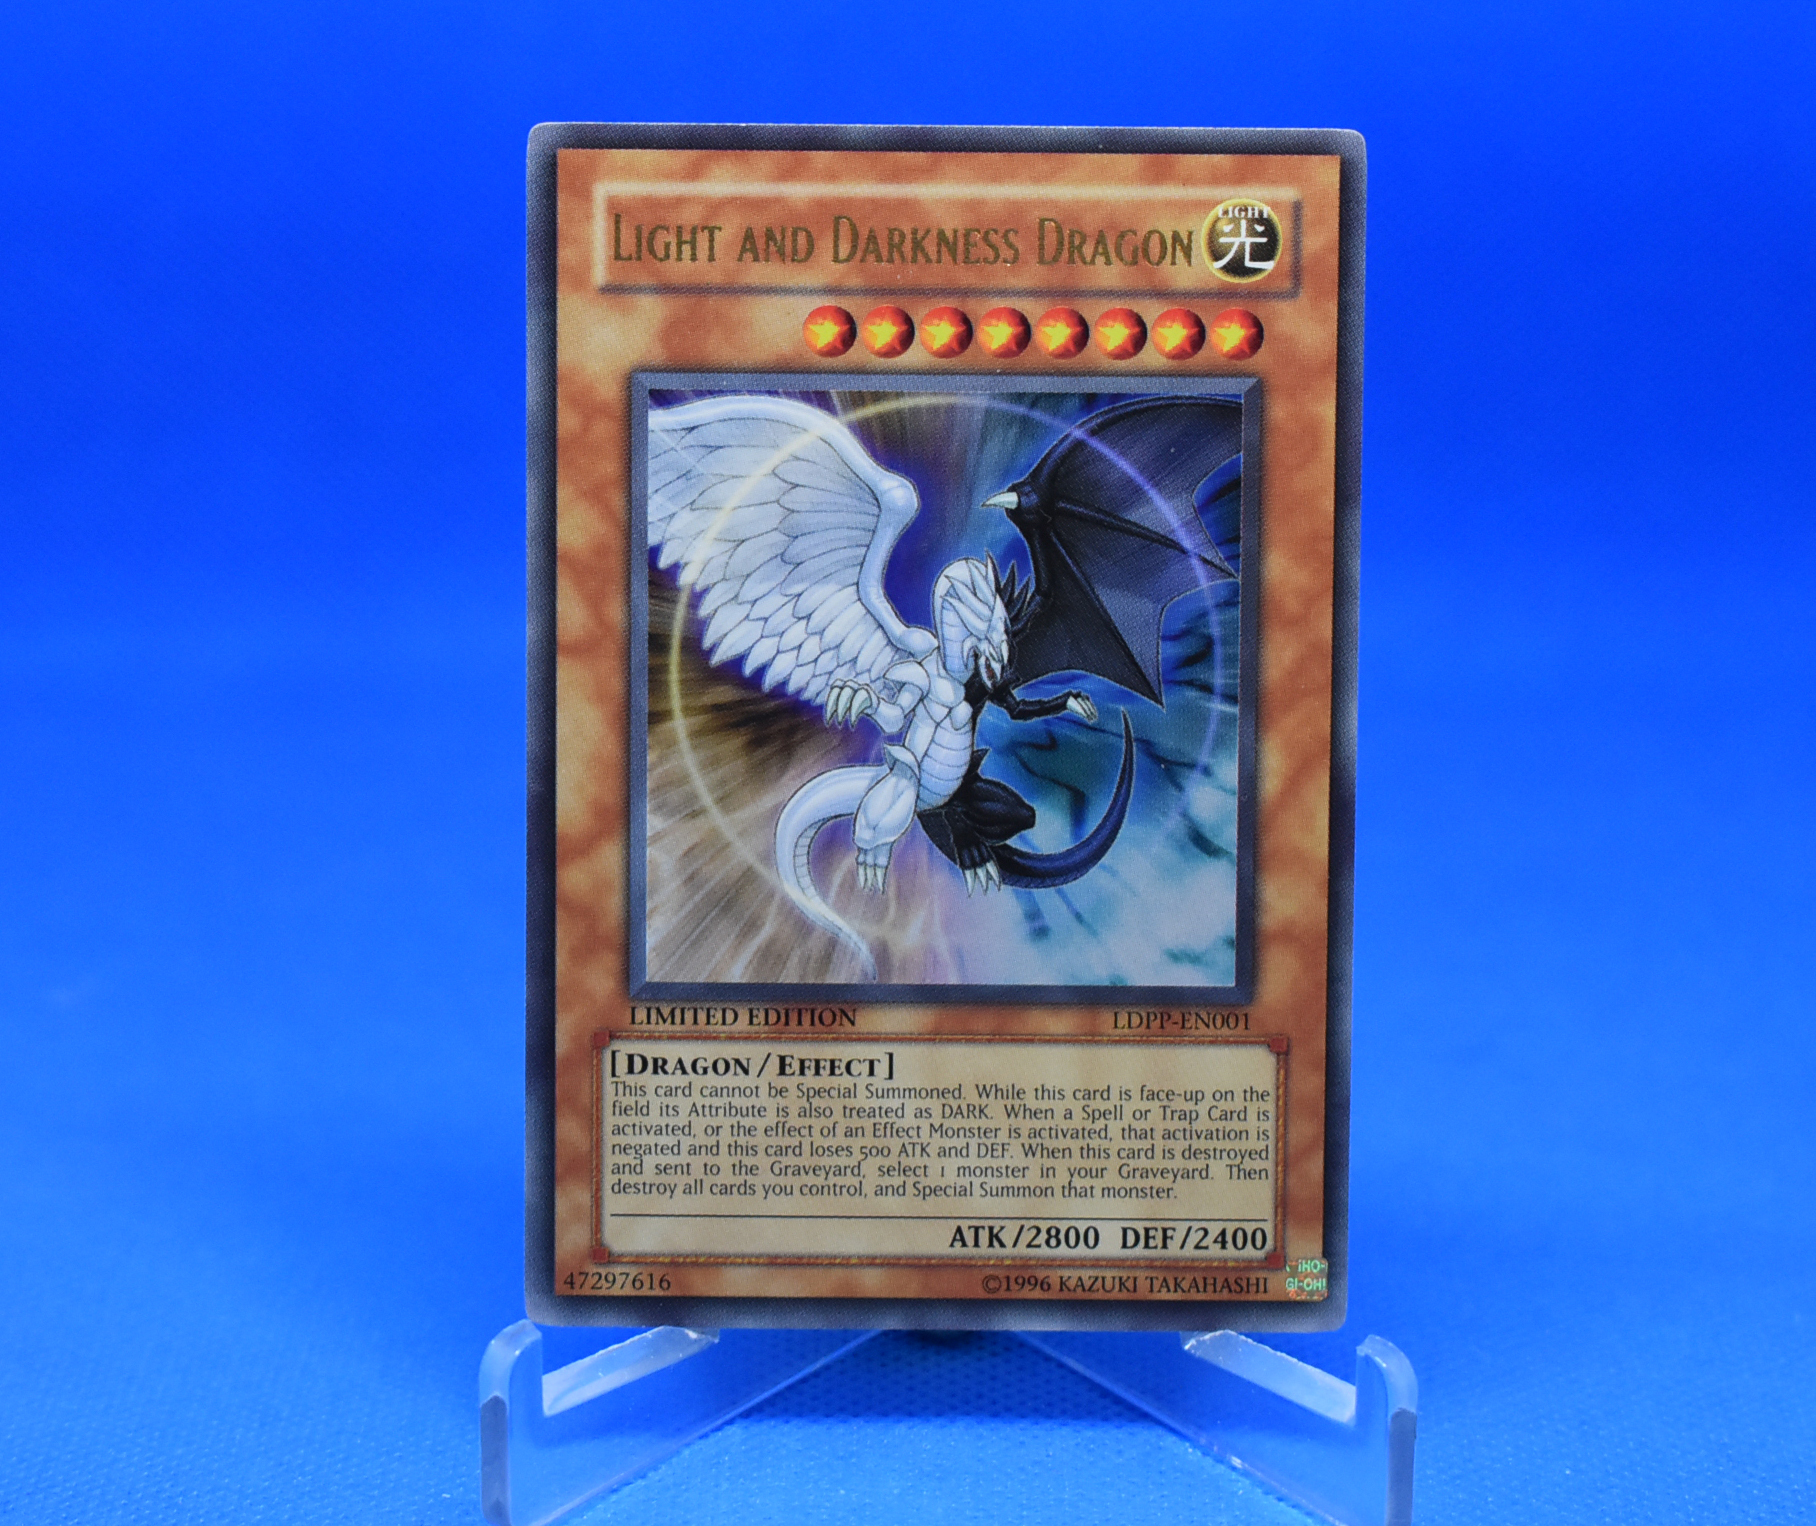 LIGHT AND DARKNESS DRAGON
LIGHT
光
LIMITED EDITION LDPP-EN001
[DRAGON/EFFECT]
This card cannot be Special Summoned. While this card is face-up on the
field its Attribute is also treated as DARK. When a Spell or Trap Card is
activated, or the effect of an Effect Monster is activated, that activation is
negated and this card loses 500 ATK and DEF. When this card is destroyed
and sent to the Graveyard, select 1 monster in your Graveyard. Then
destroy all cards you control, and Special Summon that monster.
ATK/2800 DEF/2400
47297616 ©1996 KAZUKI TAKAHASHI
GI-OH!